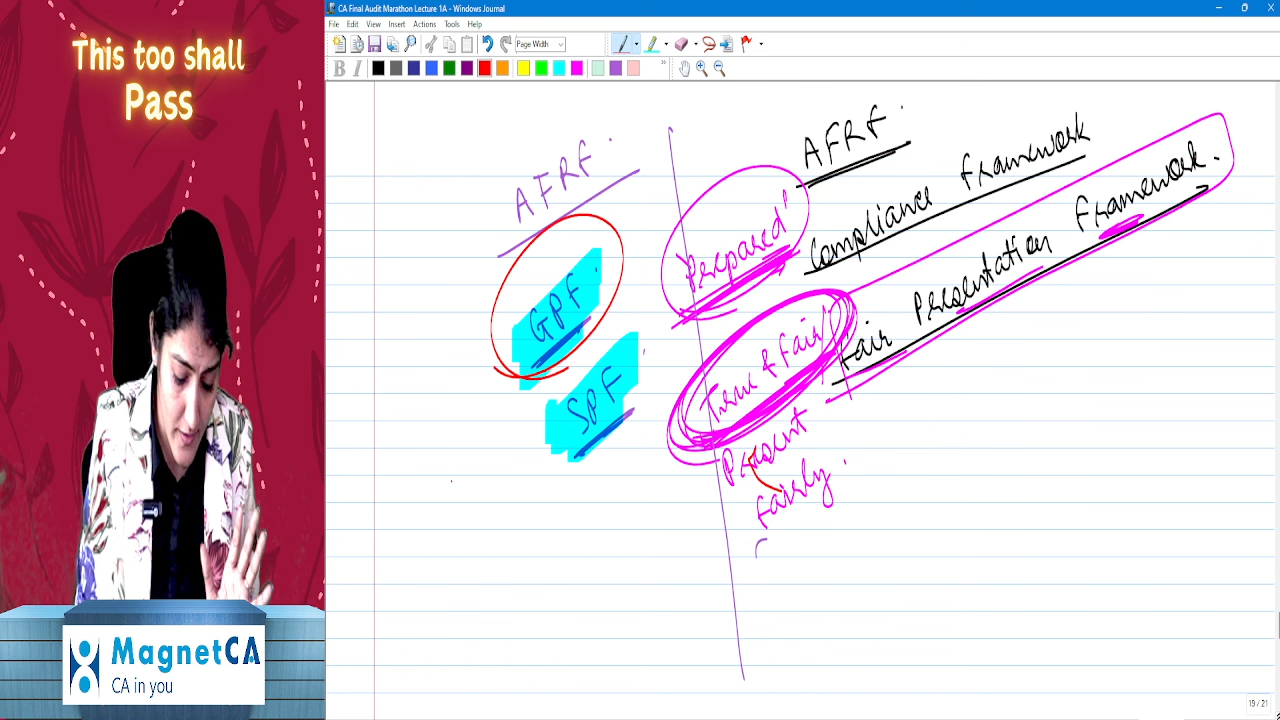 This too shall
Pass
MagnetCA
CA in you
CA Final Audit Marathon Lecture 1A - Windows Journal
File Edit View Insert Actions Tools Help
Page Width
B I
AFRF.
GPF.
SPF
AFRF.
Compliance Framework
'Prepared'
Fair Presentation Framework.
True & Fair
Present
Fairly.
19 / 21